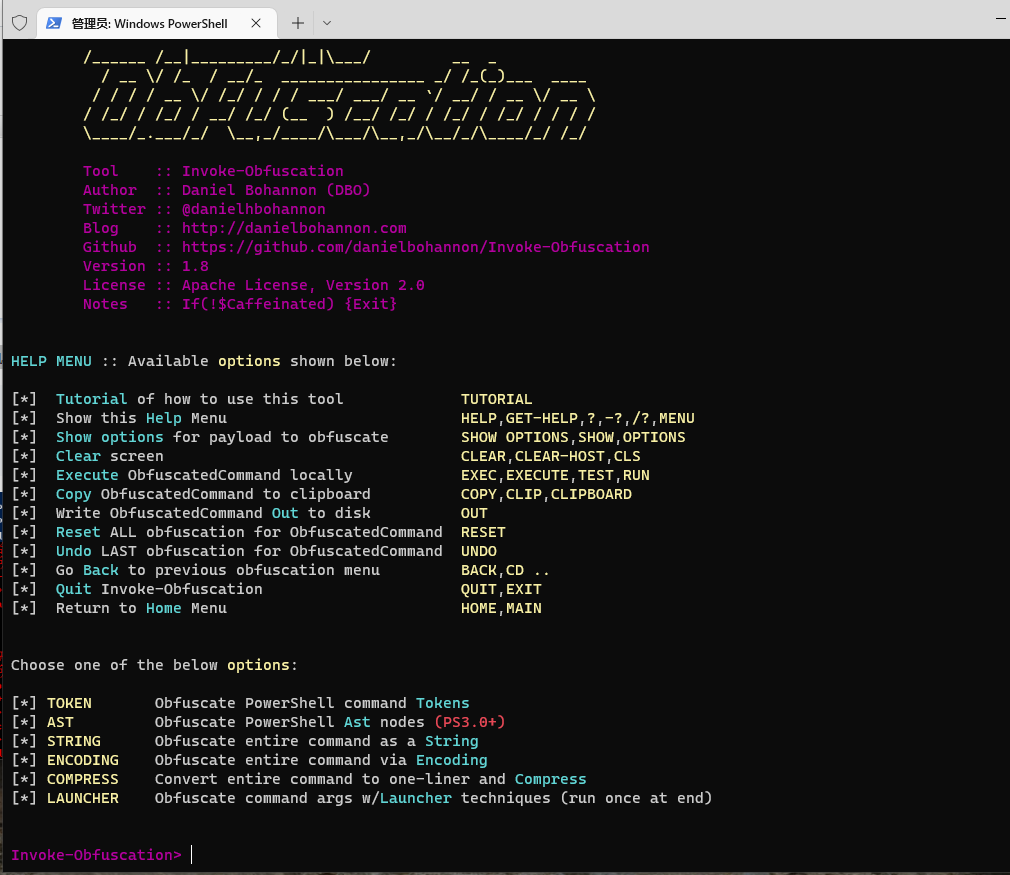 管理员: Windows PowerShell
Tool :: Invoke-Obfuscation
Author :: Daniel Bohannon (DBO)
Twitter :: @danielhbohannon
Blog :: http://danielbohannon.com
Github :: https://github.com/danielbohannon/Invoke-Obfuscation
Version :: 1.8
License :: Apache License, Version 2.0
Notes :: If(!$Caffeinated) {Exit}
HELP MENU :: Available options shown below:
[*] Tutorial of how to use this tool TUTORIAL
[*] Show this Help Menu HELP,GET-HELP,?,-?,/?,MENU
[*] Show options for payload to obfuscate SHOW OPTIONS,SHOW,OPTIONS
[*] Clear screen CLEAR,CLEAR-HOST,CLS
[*] Execute ObfuscatedCommand locally EXEC,EXECUTE,TEST,RUN
[*] Copy ObfuscatedCommand to clipboard COPY,CLIP,CLIPBOARD
[*] Write ObfuscatedCommand Out to disk OUT
[*] Reset ALL obfuscation for ObfuscatedCommand RESET
[*] Undo LAST obfuscation for ObfuscatedCommand UNDO
[*] Go Back to previous obfuscation menu BACK,CD ..
[*] Quit Invoke-Obfuscation QUIT,EXIT
[*] Return to Home Menu HOME,MAIN
Choose one of the below options:
[*] TOKEN Obfuscate PowerShell command Tokens
[*] AST Obfuscate PowerShell Ast nodes (PS3.0+)
[*] STRING Obfuscate entire command as a String
[*] ENCODING Obfuscate entire command via Encoding
[*] COMPRESS Convert entire command to one-liner and Compress
[*] LAUNCHER Obfuscate command args w/Launcher techniques (run once at end)
Invoke-Obfuscation>